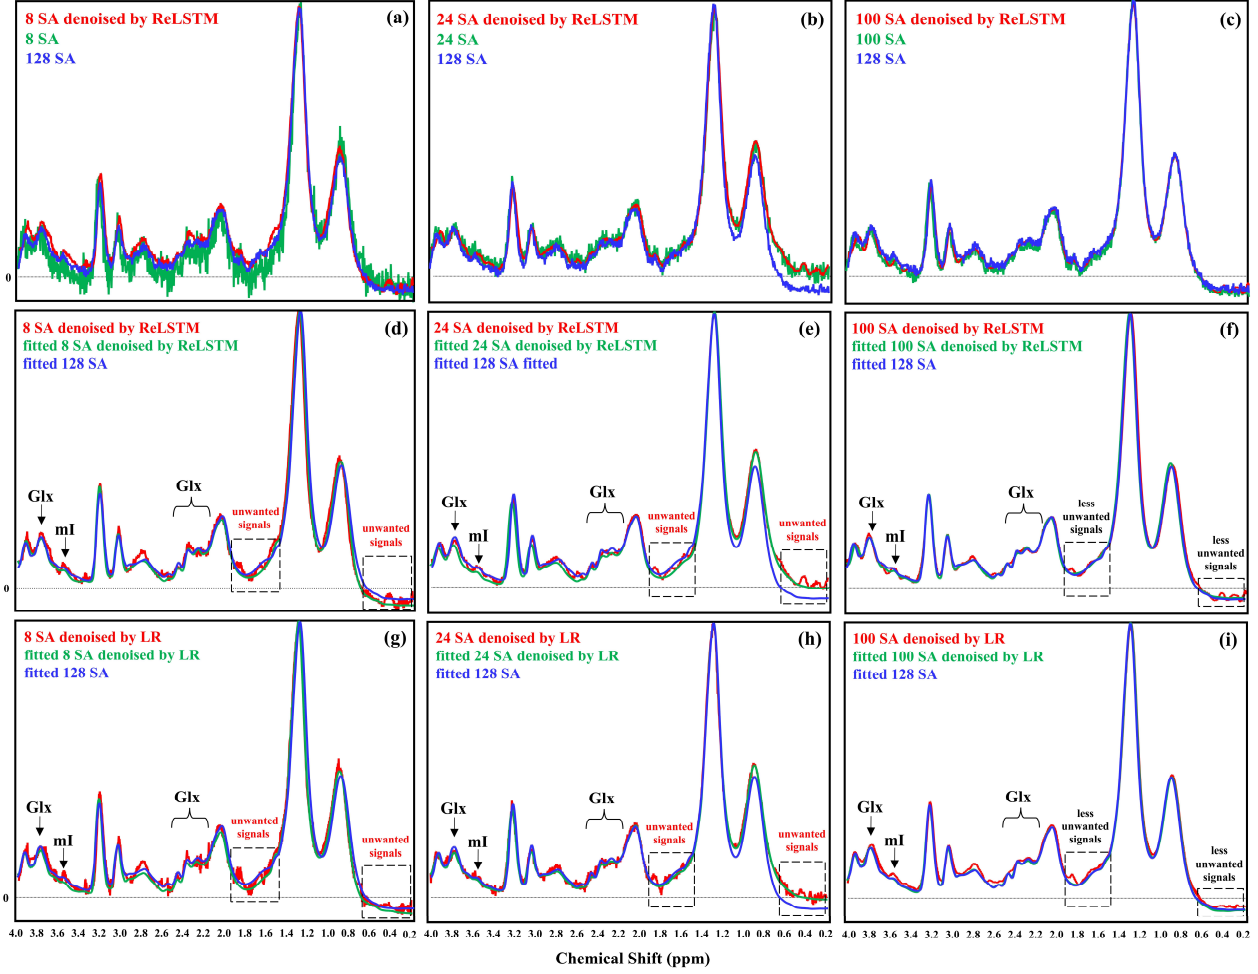 8 SA denoised by ReLSTM
8 SA
128 SA
(a)
24 SA denoised by ReLSTM
24 SA
128 SA
(b)
100 SA denoised by ReLSTM
100 SA
128 SA
(c)
0
8 SA denoised by ReLSTM
fitted 8 SA denoised by ReLSTM
fitted 128 SA
(d)
Glx
mI
Glx
unwanted
signals
unwanted
signals
0
24 SA denoised by ReLSTM
fitted 24 SA denoised by ReLSTM
fitted 128 SA fitted
(e)
Glx
mI
Glx
unwanted
signals
unwanted
signals
100 SA denoised by ReLSTM
fitted 100 SA denoised by ReLSTM
fitted 128 SA
(f)
Glx
mI
Glx
less
unwanted
signals
less
unwanted
signals
8 SA denoised by LR
fitted 8 SA denoised by LR
fitted 128 SA
(g)
Glx
mI
Glx
unwanted
signals
unwanted
signals
0
24 SA denoised by LR
fitted 24 SA denoised by LR
fitted 128 SA
(h)
Glx
mI
Glx
unwanted
signals
unwanted
signals
100 SA denoised by LR
fitted 100 SA denoised by LR
fitted 128 SA
(i)
Glx
mI
Glx
less
unwanted
signals
less
unwanted
signals
4.0 3.8 3.6 3.4 3.2 3.0 2.8 2.6 2.4 2.2 2.0 1.8 1.6 1.4 1.2 1.0 0.8 0.6 0.4 0.2
4.0 3.8 3.6 3.4 3.2 3.0 2.8 2.6 2.4 2.2 2.0 1.8 1.6 1.4 1.2 1.0 0.8 0.6 0.4 0.2
4.0 3.8 3.6 3.4 3.2 3.0 2.8 2.6 2.4 2.2 2.0 1.8 1.6 1.4 1.2 1.0 0.8 0.6 0.4 0.2
Chemical Shift (ppm)